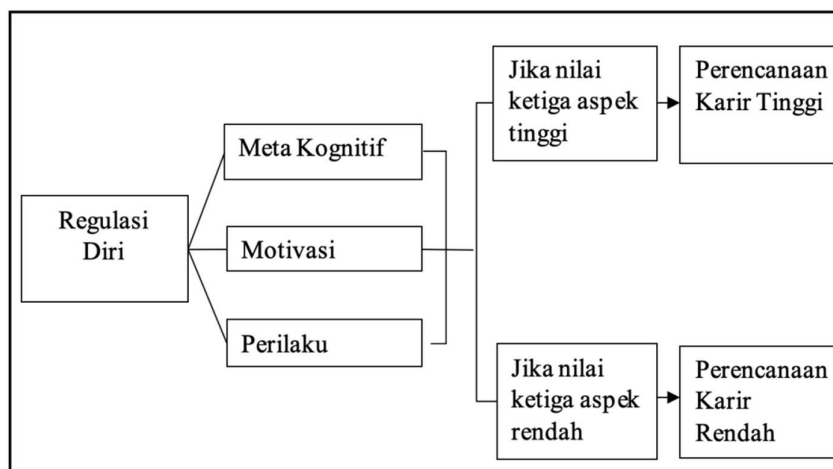 Regulasi
Diri
Meta Kognitif
Motivasi
Perilaku
Jika nilai
ketiga aspek
tinggi
Perencanaan
Karir Tinggi
Jika nilai
ketiga aspek
rendah
Perencanaan
Karir
Rendah